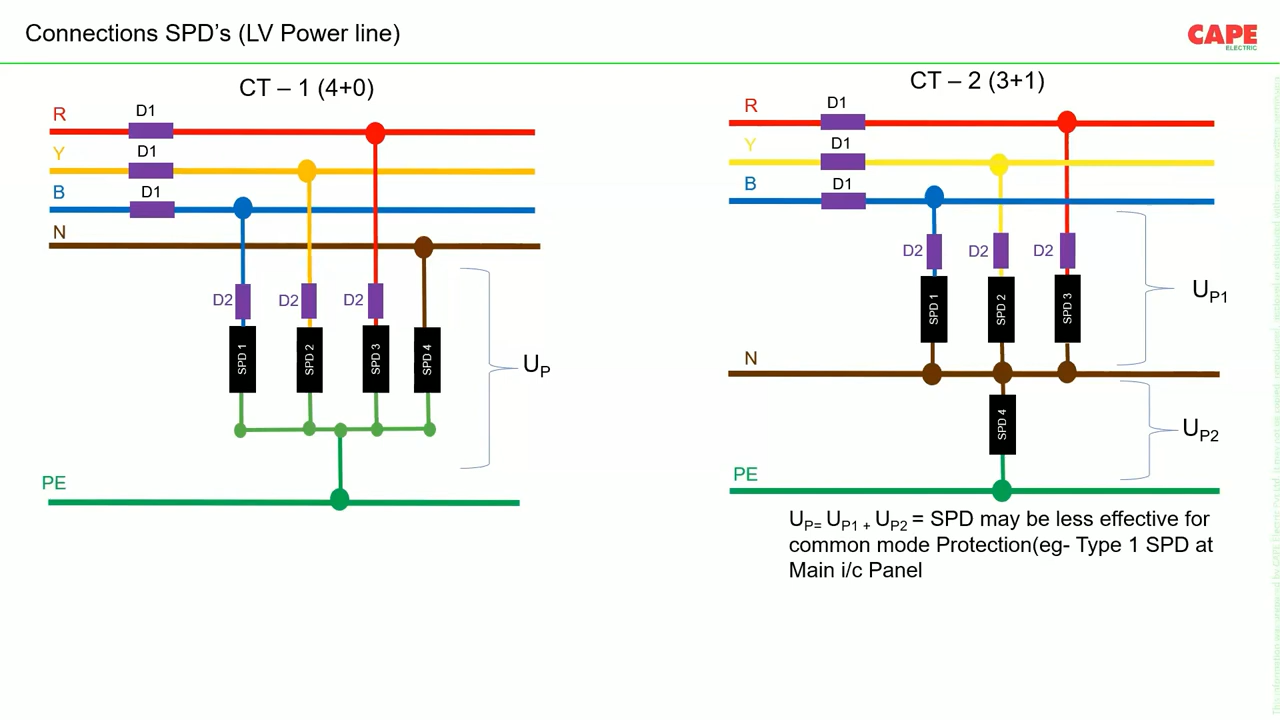 Connections SPD's (LV Power line)
CAPE
ELECTRIC
CT – 1 (4+0)
R
D1
Y
D1
B
D1
N
D2
D2
D2
SPD 1
SPD 2
SPD 3
SPD 4
UP
PE
CT – 2 (3+1)
R
D1
Y
D1
B
D1
D2
D2
D2
SPD 1
SPD 2
SPD 3
UP1
N
SPD 4
UP2
PE
UP= UP1 + UP2 = SPD may be less effective for
common mode Protection(eg- Type 1 SPD at
Main i/c Panel